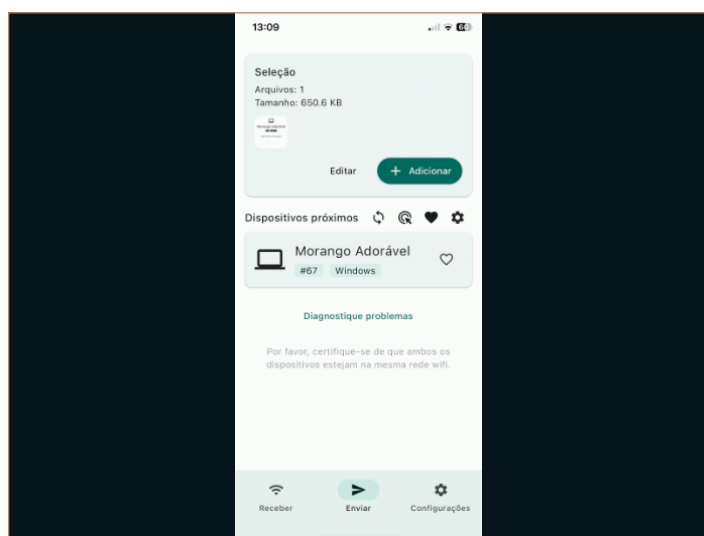 13:09
60
Seleção
Arquivos: 1
Tamanho: 650.6 KB
Editar
+ Adicionar
Dispositivos próximos
Morango Adorável
#67 Windows
Diagnostique problemas
Por favor, certifique-se de que ambos os
dispositivos estejam na mesma rede wifi.
Receber Enviar Configurações